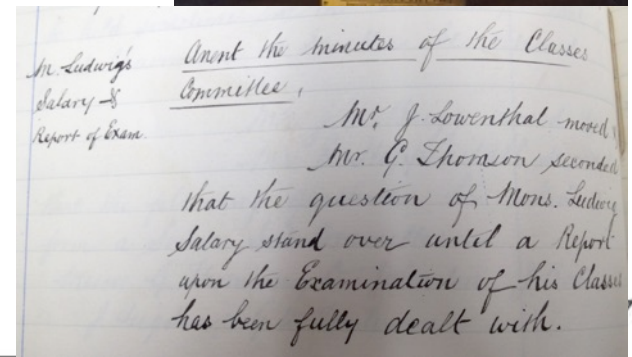 M. Ludwig's
Salary &
Report of Exam.
Anent the minutes of the Classes
Committee.
Mr. J. Lowenthal moved
Mr. G. Thomson seconded
that the question of Mons. Ludwig
Salary stand over until a Report
upon the Examination of his Classes
has been fully dealt with.